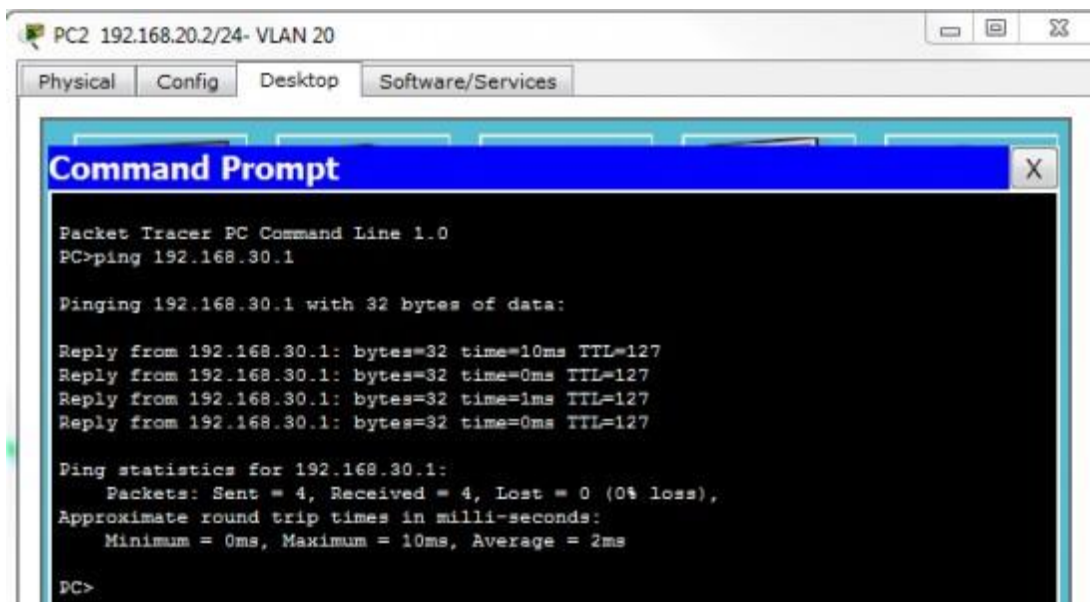 PC2 192.168.20.2/24- VLAN 20
Physical Config Desktop Software/Services
Command Prompt X
Packet Tracer PC Command Line 1.0
PC>ping 192.168.30.1
Pinging 192.168.30.1 with 32 bytes of data:
Reply from 192.168.30.1: bytes=32 time=10ms TTL=127
Reply from 192.168.30.1: bytes=32 time=0ms TTL=127
Reply from 192.168.30.1: bytes=32 time=1ms TTL=127
Reply from 192.168.30.1: bytes=32 time=0ms TTL=127
Ping statistics for 192.168.30.1:
Packets: Sent = 4, Received = 4, Lost = 0 (0% loss),
Approximate round trip times in milli-seconds:
Minimum = 0ms, Maximum = 10ms, Average = 2ms
PC>